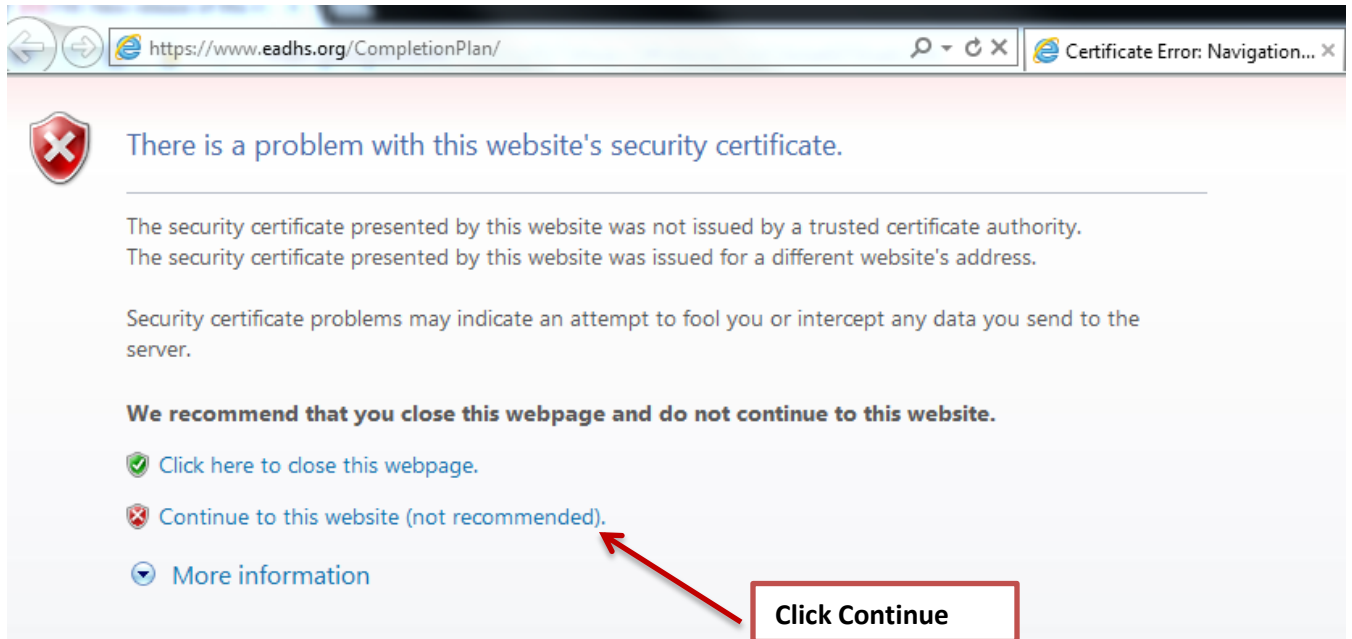 https://www.eadhs.org/CompletionPlan/
Certificate Error: Navigation...
There is a problem with this website's security certificate.
The security certificate presented by this website was not issued by a trusted certificate authority.
The security certificate presented by this website was issued for a different website's address.
Security certificate problems may indicate an attempt to fool you or intercept any data you send to the
server.
We recommend that you close this webpage and do not continue to this website.
Click here to close this webpage.
Continue to this website (not recommended).
More information
Click Continue